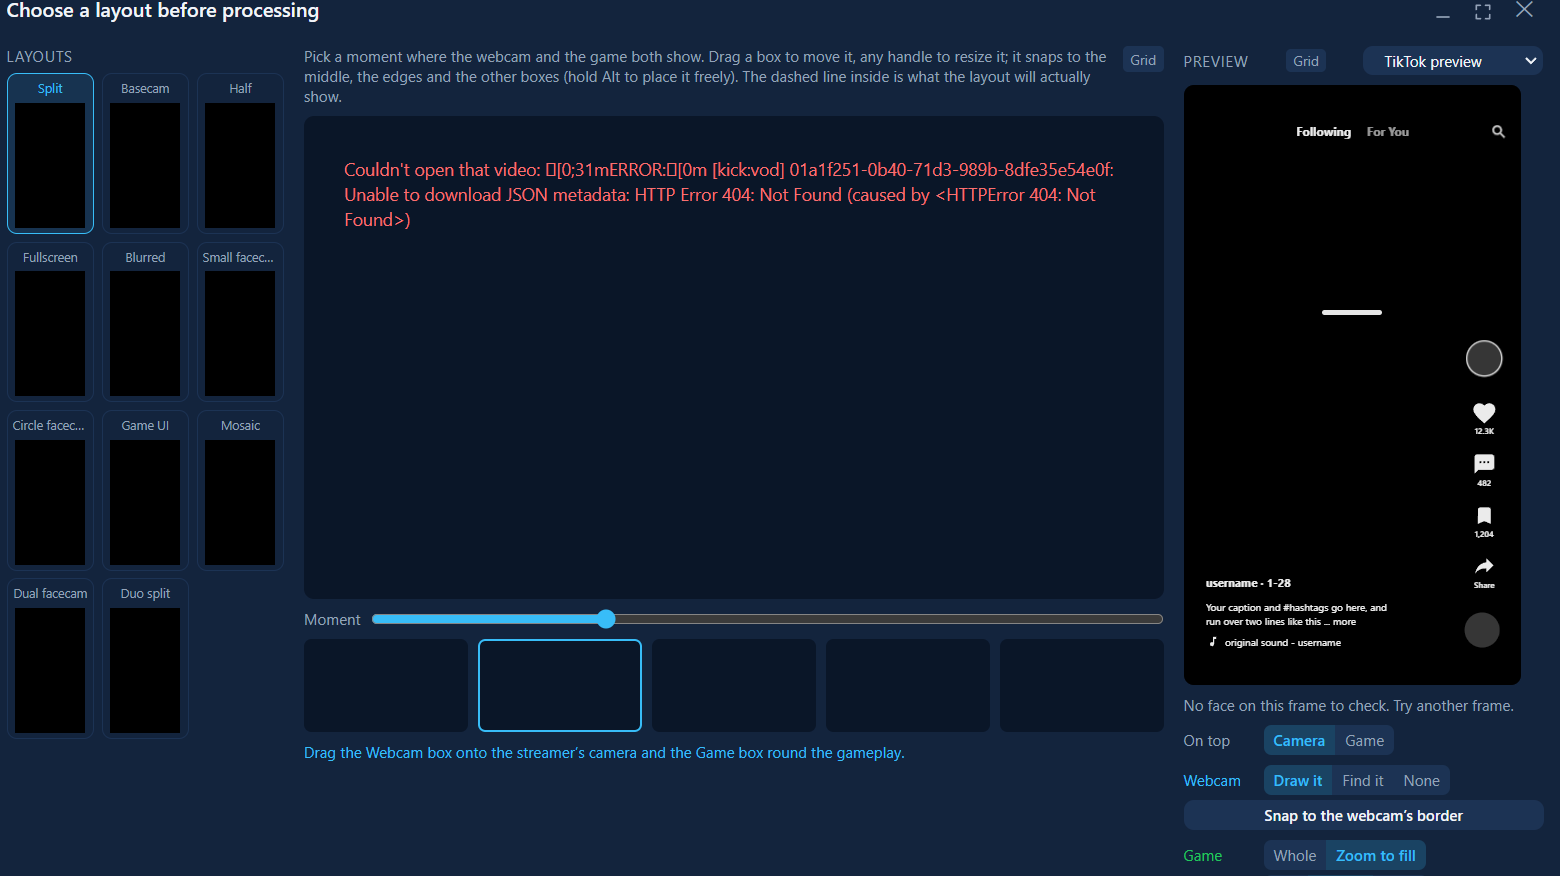 Choose a layout before processing
LAYOUTS
Split
Basecam
Half
Fullscreen
Blurred
Small facec...
Circle facec...
Game UI
Mosaic
Dual facecam
Duo split
Pick a moment where the webcam and the game both show. Drag a box to move it, any handle to resize it; it snaps to the
middle, the edges and the other boxes (hold Alt to place it freely). The dashed line inside is what the layout will actually
show.
Grid
Couldn't open that video: [0;31mERROR:[0m [kick:vod] 01a1f251-0b40-71d3-989b-8dfe35e54e0f:
Unable to download JSON metadata: HTTP Error 404: Not Found (caused by <HTTPError 404: Not
Found>)
Moment
Drag the Webcam box onto the streamer’s camera and the Game box round the gameplay.
PREVIEW
Grid
TikTok preview
Following
For You
12.3K
482
1,204
Share
username · 1-28
Your caption and #hashtags go here, and
run over two lines like this ... more
original sound - username
No face on this frame to check. Try another frame.
On top
Camera
Game
Webcam
Draw it
Find it
None
Snap to the webcam’s border
Game
Whole
Zoom to fill